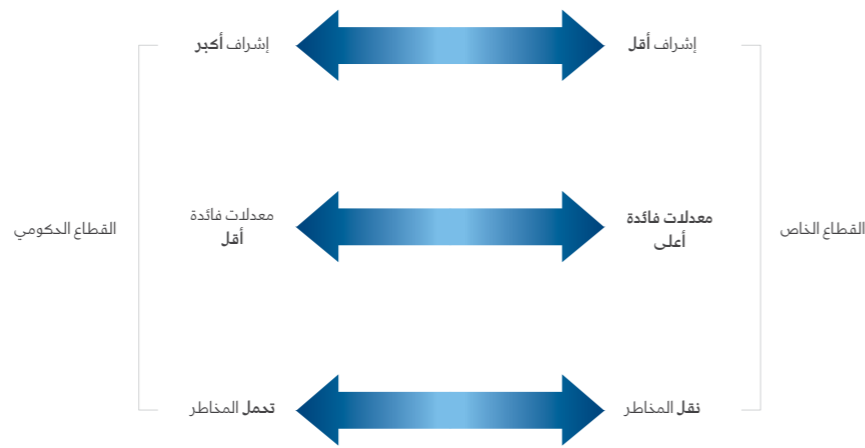 إشراف أقل
إشراف أكبر
القطاع الخاص
معدلات فائدة
أعلى
معدلات فائدة
أقل
القطاع الحكومي
نقل المخاطر
تحمل المخاطر